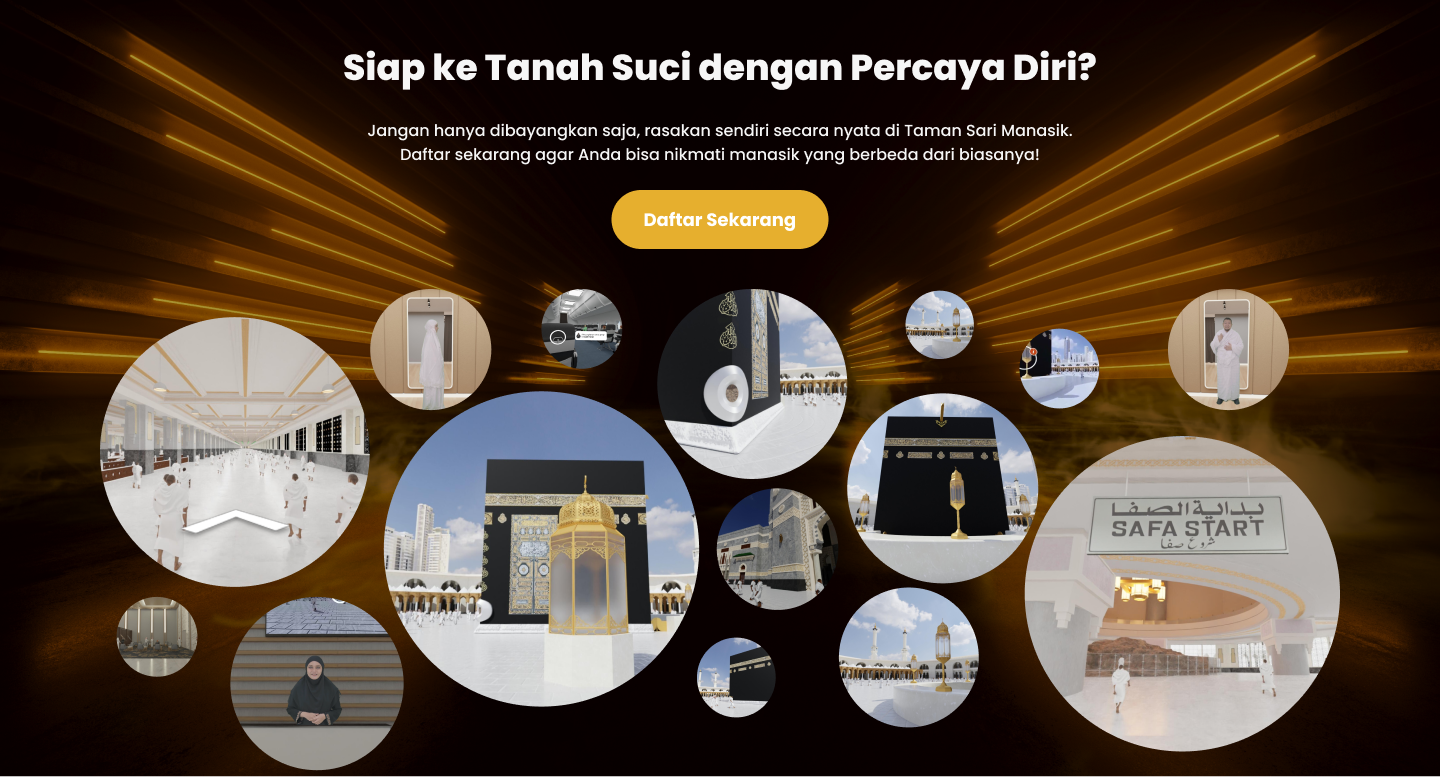 Siap ke Tanah Suci dengan Percaya Diri?
Jangan hanya dibayangkan saja, rasakan sendiri secara nyata di Taman Sari Manasik.
Daftar sekarang agar Anda bisa nikmati manasik yang berbeda dari biasanya!
Daftar Sekarang
بداية الصفا
SAFA START
شروع صفا